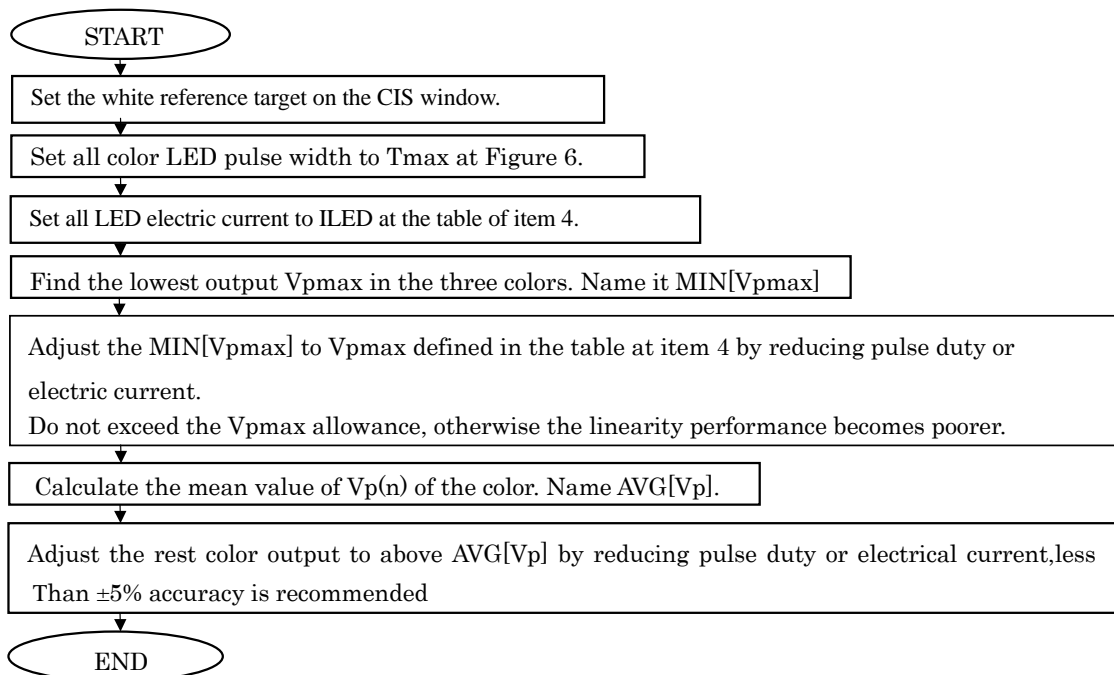 START
Set the white reference target on the CIS window.
Set all color LED pulse width to Tmax at Figure 6.
Set all LED electric current to ILED at the table of item 4.
Find the lowest output Vpmax in the three colors. Name it MIN[Vpmax]
Adjust the MIN[Vpmax] to Vpmax defined in the table at item 4 by reducing pulse duty or
electric current.
Do not exceed the Vpmax allowance, otherwise the linearity performance becomes poorer.
Calculate the mean value of Vp(n) of the color. Name AVG[Vp].
Adjust the rest color output to above AVG[Vp] by reducing pulse duty or electrical current,less
Than ±5% accuracy is recommended
END